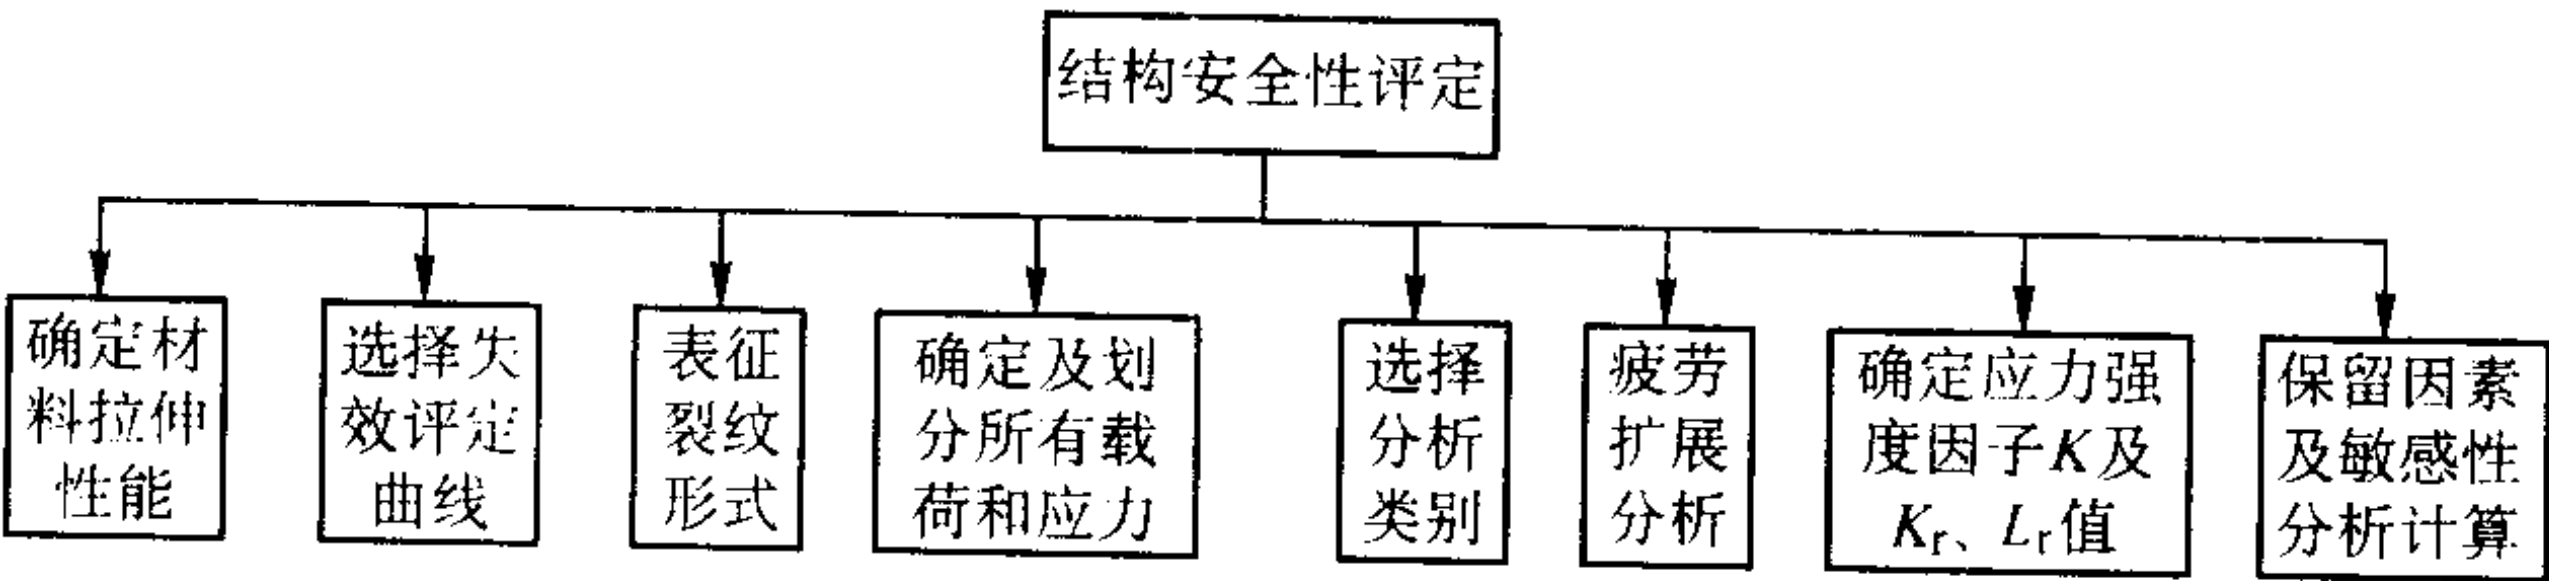 结构安全性评定
确定材
料拉伸
性能
选择失
效评定
曲线
表征
裂纹
形式
确定及划
分所有载
荷和应力
选择
分析
类别
疲劳
扩展
分析
确定应力强
度因子K及
Kr、Lr值
保留因素
及敏感性
分析计算